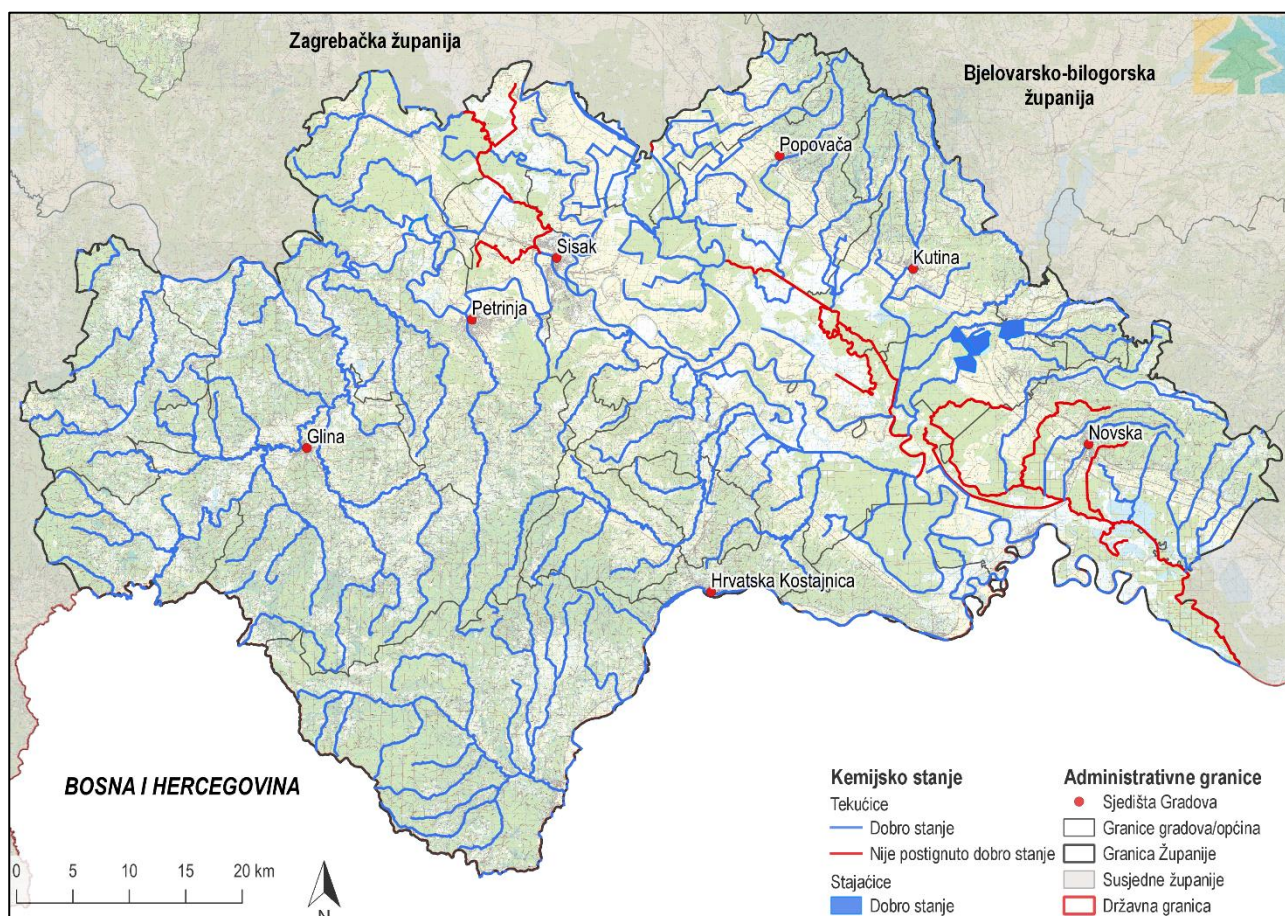 Zagrebačka županija
Bjelovarsko-bilogorska
županija
Popovača
Sisak
Kutina
Petrinja
Glina
Novska
Hrvatska Kostajnica
BOSNA I HERCEGOVINA
0 5 10 15 20 km
N
Kemijsko stanje
Tekućice
Dobro stanje
Nije postignuto dobro stanje
Stajaćice
Dobro stanje
Administrativne granice
Sjedišta Gradova
Granice gradova/općina
Granica Županije
Susjedne županije
Državna granica